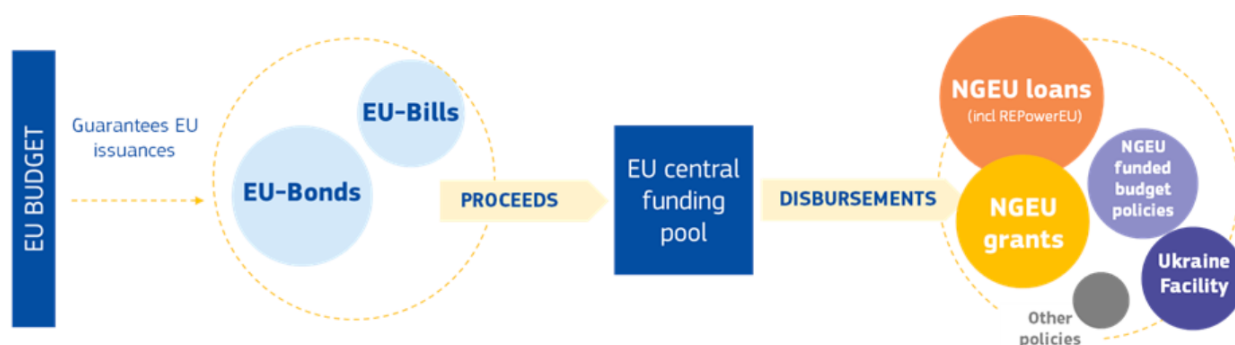 EU BUDGET
Guarantees EU
issuances
EU-Bills
EU-Bonds
PROCEEDS
EU central
funding
pool
DISBURSEMENTS
NGEU loans
(incl REPowerEU)
NGEU
funded
budget
policies
NGEU
grants
Ukraine
Facility
Other
policies